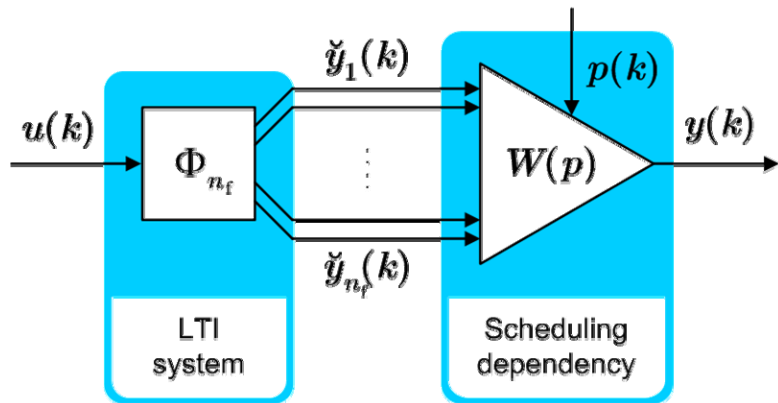 u(k)
Φ_{n_f}
y̆_1(k)
⋮
y̆_{n_f}(k)
p(k)
W(p)
y(k)
LTI
system
Scheduling
dependency